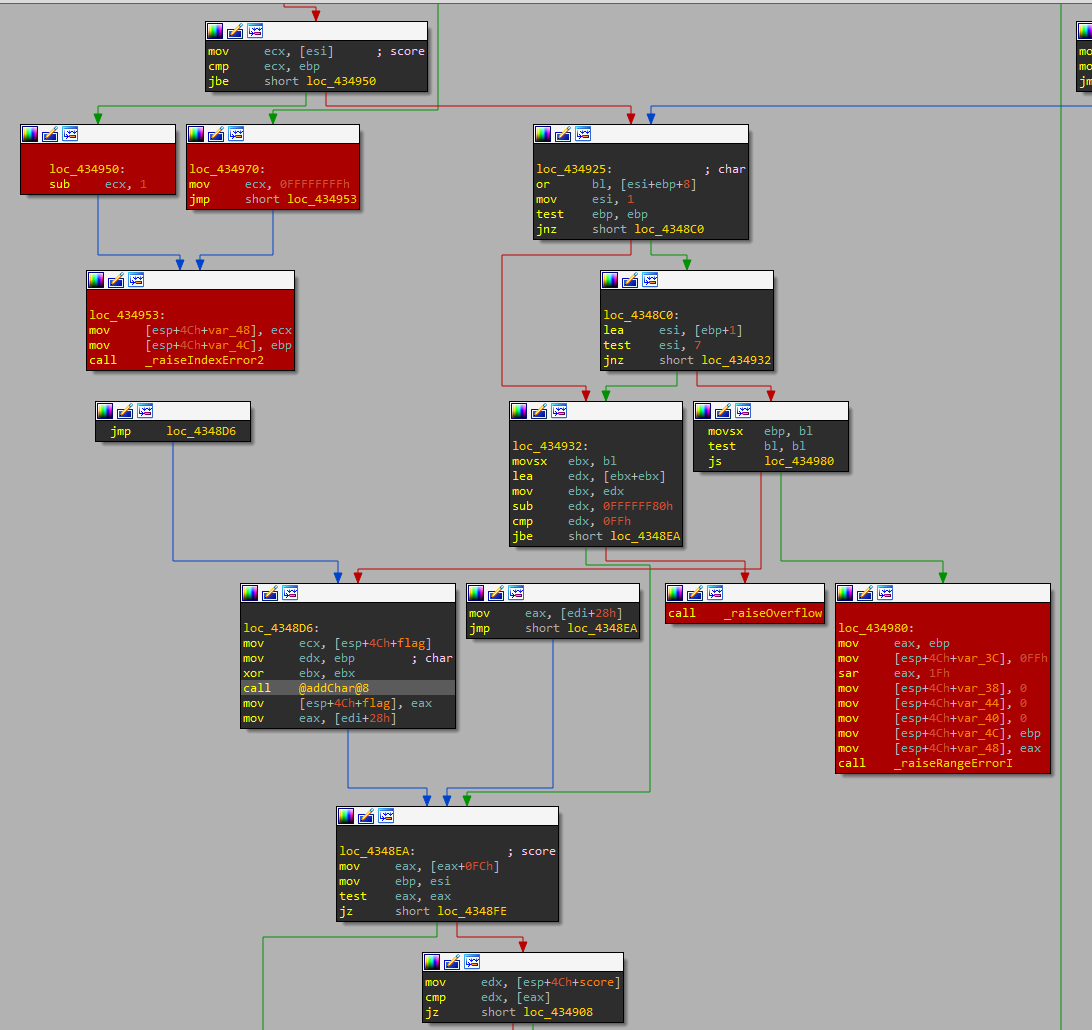 mov ecx, [esi] ; score
cmp ecx, ebp
jbe short loc_434950
mo
mo
jm
loc_434950:
sub ecx, 1
loc_434970:
mov ecx, 0FFFFFFFFh
jmp short loc_434953
loc_434925: ; char
or bl, [esi+ebp+8]
mov esi, 1
test ebp, ebp
jnz short loc_4348C0
loc_434953:
mov [esp+4Ch+var_48], ecx
mov [esp+4Ch+var_4C], ebp
call _raiseIndexError2
loc_4348C0:
lea esi, [ebp+1]
test esi, 7
jnz short loc_434932
jmp loc_4348D6
loc_434932:
movsx ebx, bl
lea edx, [ebx+ebx]
mov ebx, edx
sub edx, 0FFFFFF80h
cmp edx, 0FFh
jbe short loc_4348EA
movsx ebp, bl
test bl, bl
js loc_434980
loc_4348D6:
mov ecx, [esp+4Ch+flag]
mov edx, ebp ; char
xor ebx, ebx
call @addChar@8
mov [esp+4Ch+flag], eax
mov eax, [edi+28h]
mov eax, [edi+28h]
jmp short loc_4348EA
call _raiseOverflow
loc_434980:
mov eax, ebp
mov [esp+4Ch+var_3C], 0FFh
sar eax, 1Fh
mov [esp+4Ch+var_38], 0
mov [esp+4Ch+var_44], 0
mov [esp+4Ch+var_40], 0
mov [esp+4Ch+var_4C], ebp
mov [esp+4Ch+var_48], eax
call _raiseRangeErrorI
loc_4348EA: ; score
mov eax, [eax+0FCh]
mov ebp, esi
test eax, eax
jz short loc_4348FE
mov edx, [esp+4Ch+score]
cmp edx, [eax]
jz short loc_434908